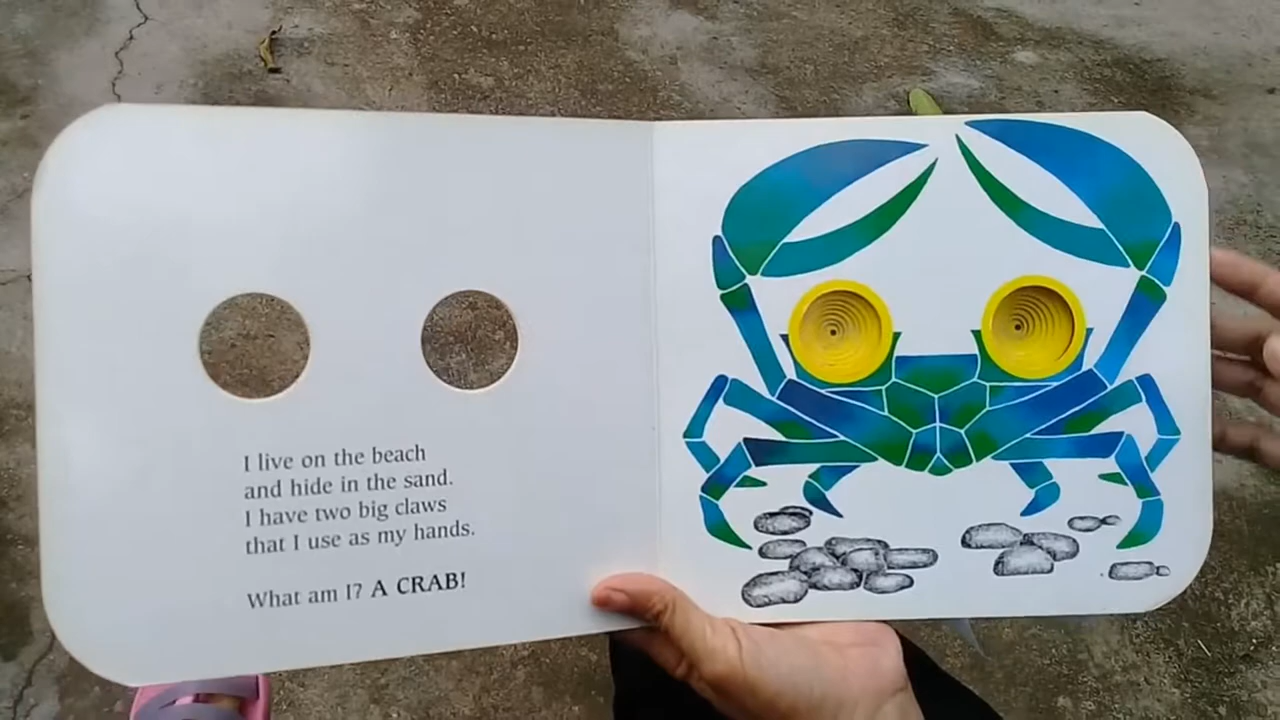 I live on the beach
and hide in the sand.
I have two big claws
that I use as my hands.
What am I? A CRAB!